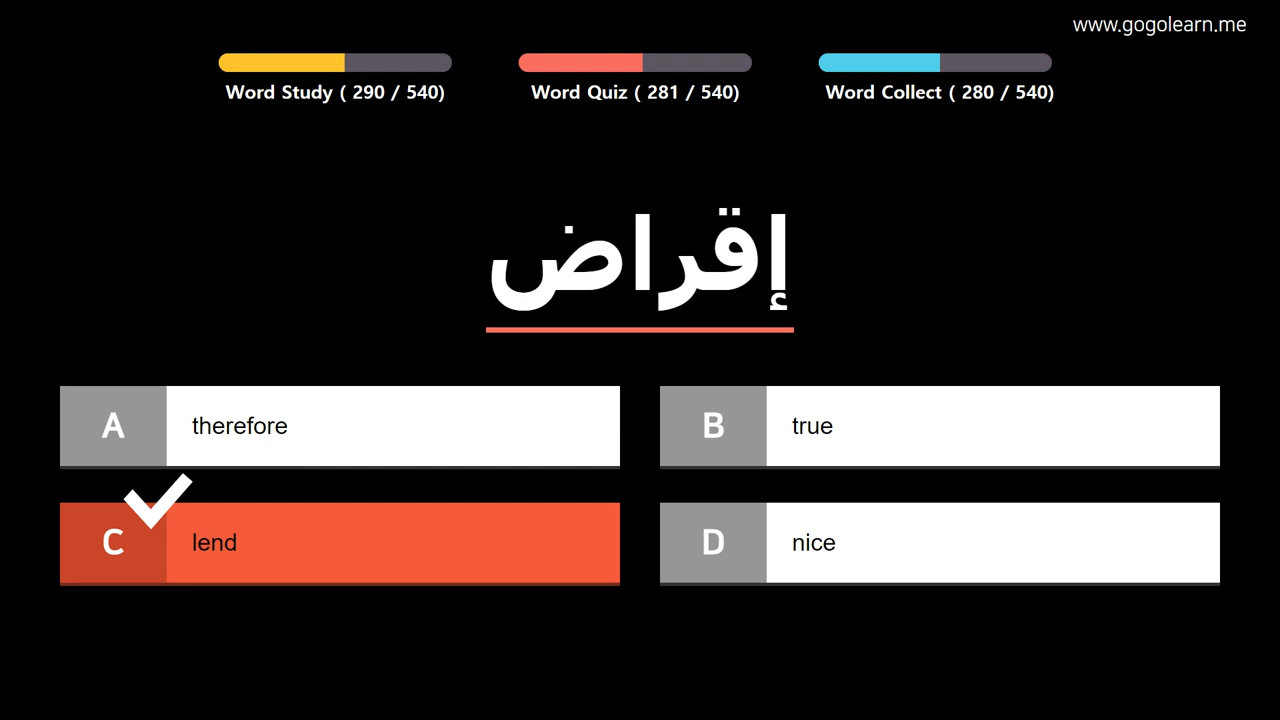 www.gogolearn.me
Word Study ( 290 / 540)
Word Quiz ( 281 / 540)
Word Collect ( 280 / 540)
إقراض
A therefore
B true
C lend
D nice